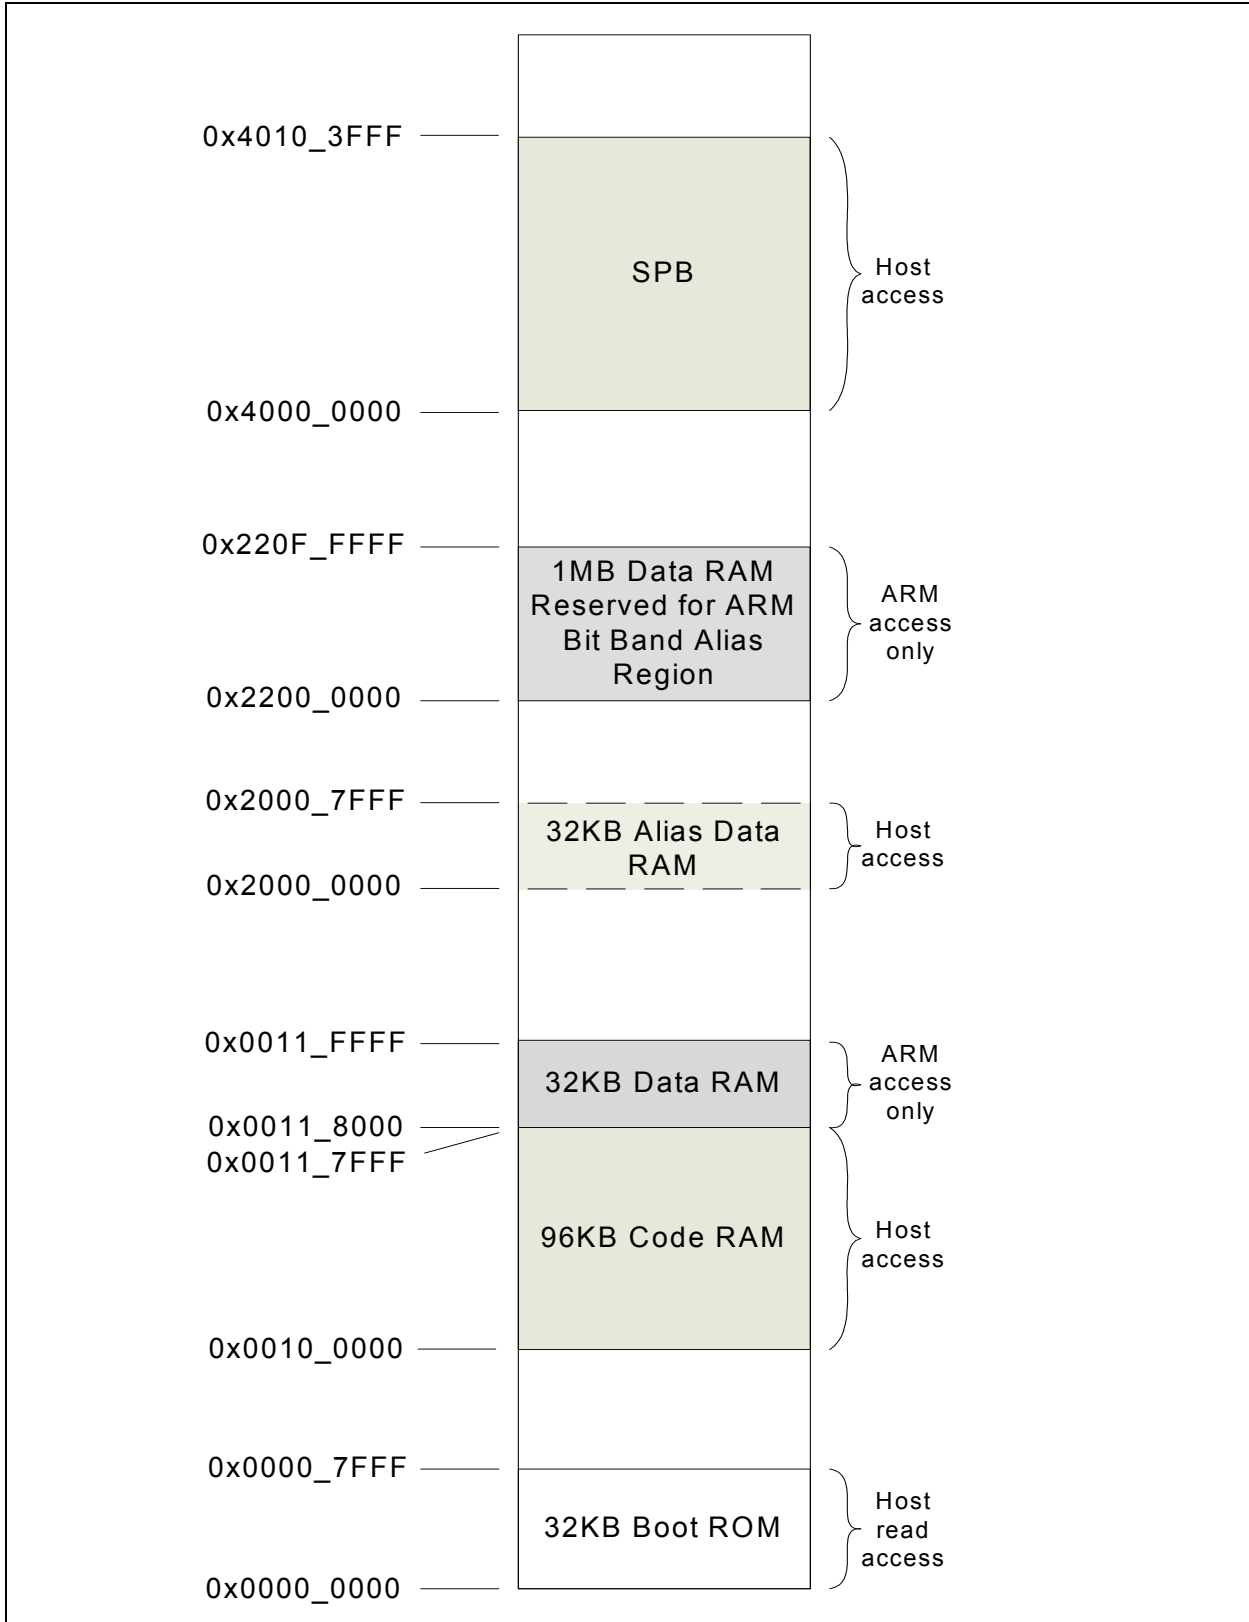 0x4010_3FFF
SPB
Host
access
0x4000_0000
0x220F_FFFF
1MB Data RAM
Reserved for ARM
Bit Band Alias
Region
ARM
access
only
0x2200_0000
0x2000_7FFF
32KB Alias Data
RAM
Host
access
0x2000_0000
0x0011_FFFF
32KB Data RAM
ARM
access
only
0x0011_8000
0x0011_7FFF
96KB Code RAM
Host
access
0x0010_0000
0x0000_7FFF
32KB Boot ROM
Host
read
access
0x0000_0000